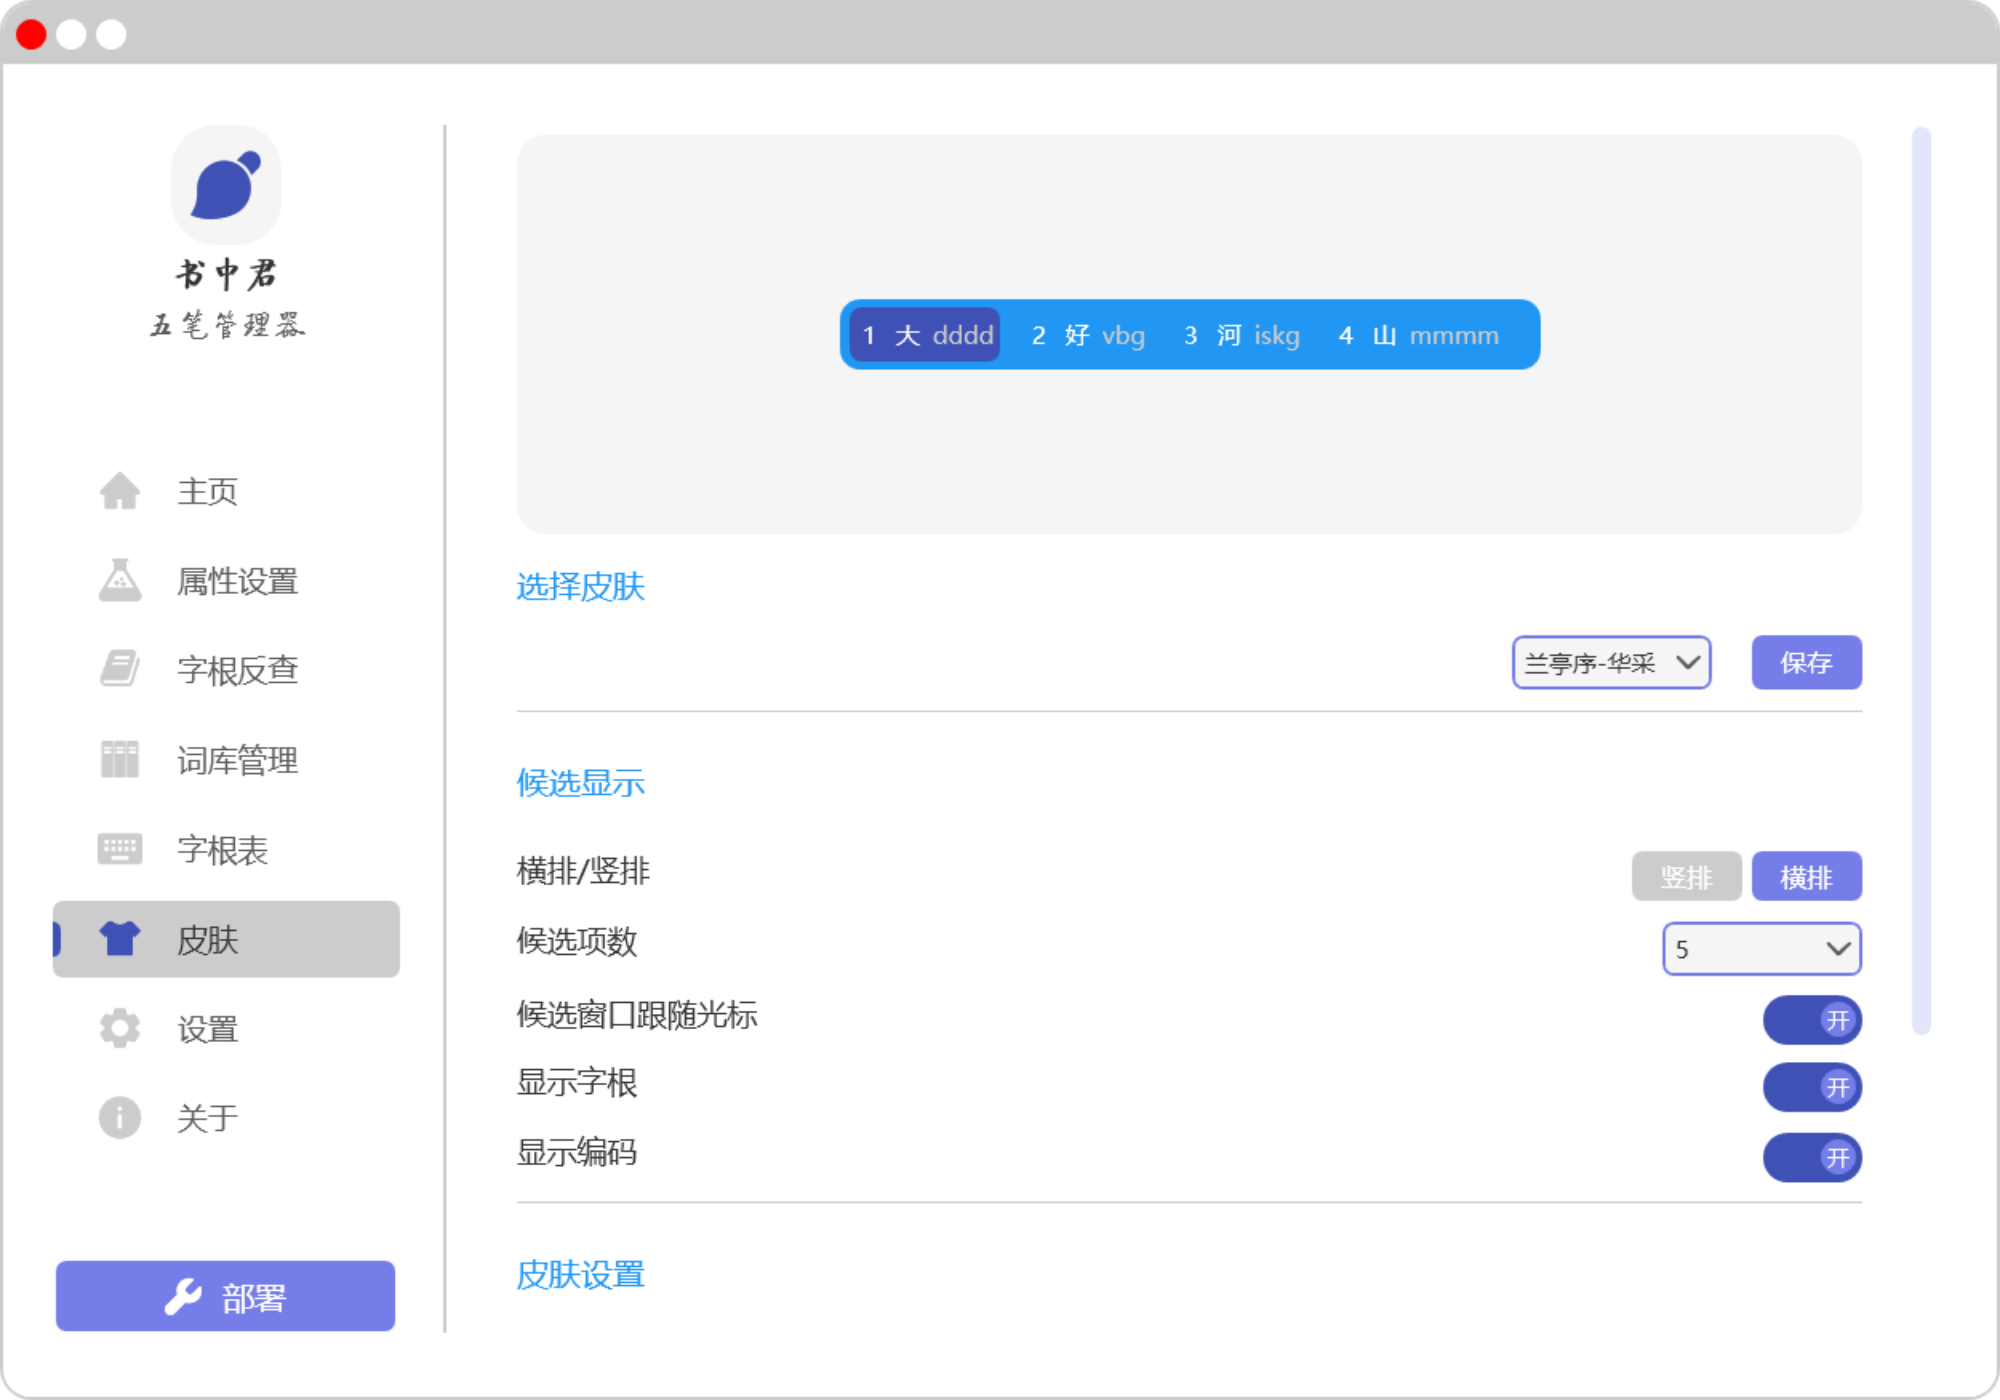 书中君
五笔管理器
主页
属性设置
字根反查
词库管理
字根表
皮肤
设置
关于
部署
1 大 dddd 2 好 vbg 3 河 iskg 4 山 mmmm
选择皮肤
兰亭序-华采 保存
候选显示
横排/竖排 竖排 横排
候选项数 5
候选窗口跟随光标 开
显示字根 开
显示编码 开
皮肤设置